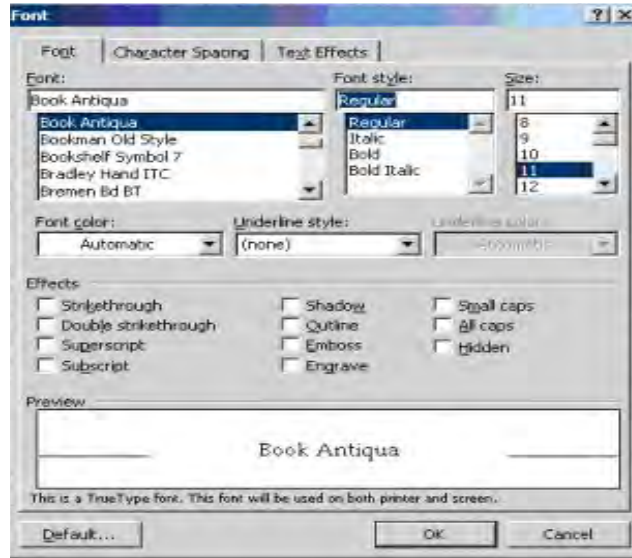 Font
Font Character Spacing Text Effects
Font: Font style: Size:
Book Antiqua Regular 11
Book Antiqua Regular 8
Bookman Old Style Italic 9
Bookshelf Symbol 7 Bold 10
Bradley Hand ITC Bold Italic 11
Bremen Bd BT 12
Font color: Underline style: Underline color:
Automatic (none) Automatic
Effects
Strikethrough Shadow Small caps
Double strikethrough Outline All caps
Superscript Emboss Hidden
Subscript Engrave
Preview
Book Antiqua
This is a TrueType font. This font will be used on both printer and screen.
Default... OK Cancel